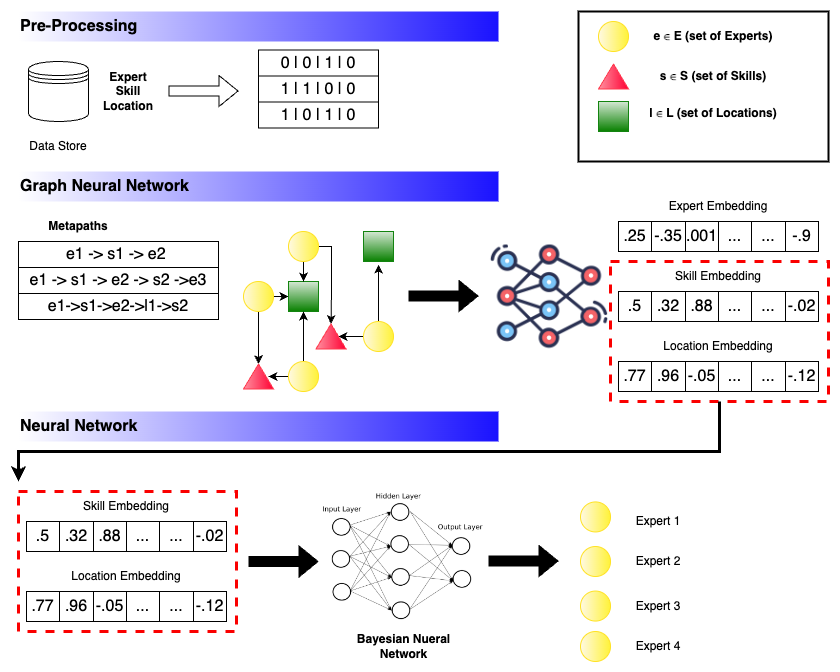 Pre-Processing
Expert
Skill
Location
Data Store
0 | 0 | 1 | 0
1 | 1 | 0 | 0
1 | 0 | 1 | 0
e ∈ E (set of Experts)
s ∈ S (set of Skills)
l ∈ L (set of Locations)
Graph Neural Network
Metapaths
e1 -> s1 -> e2
e1 -> s1 -> e2 -> s2 ->e3
e1->s1->e2->l1->s2
Expert Embedding
.25 -.35 .001 ... ... -.9
Skill Embedding
.5 .32 .88 ... ... -.02
Location Embedding
.77 .96 -.05 ... ... -.12
Neural Network
Skill Embedding
.5 .32 .88 ... ... -.02
Location Embedding
.77 .96 -.05 ... ... -.12
Input Layer
Hidden Layer
Output Layer
Bayesian Nueral
Network
Expert 1
Expert 2
Expert 3
Expert 4